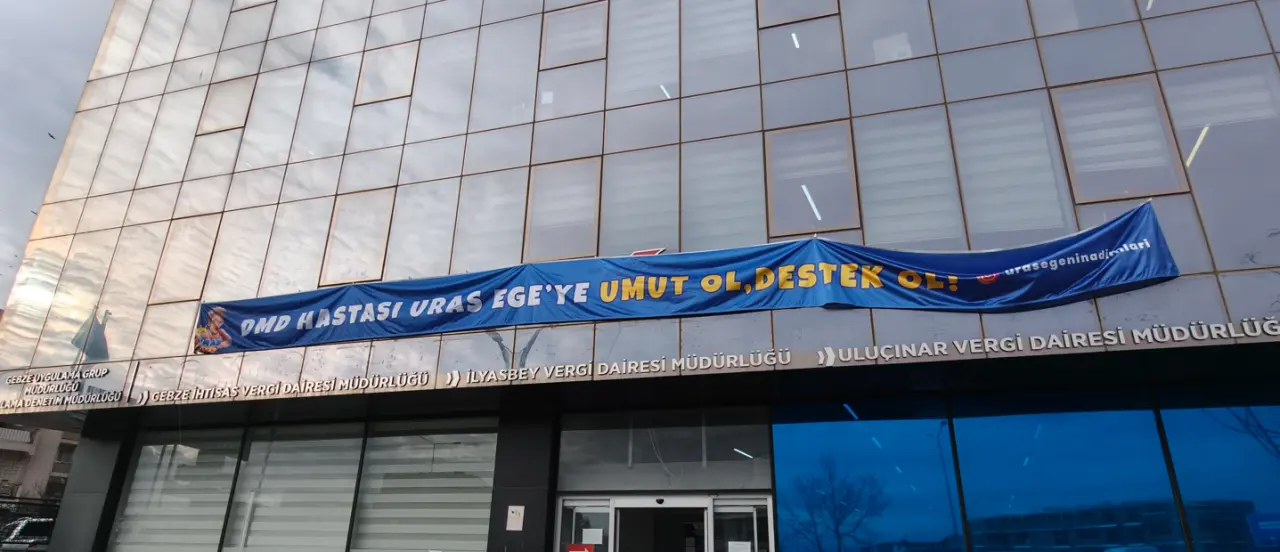 DMD HASTASI URAS EGE'YE UMUT OL, DESTEK OL! urasegeninadimlari
GEBZE UYGULAMA GRUP
MÜDÜRLÜĞÜ
LAMA DENETİM MÜDÜRLÜĞÜ
GEBZE İHTİSAS VERGİ DAİRESİ MÜDÜRLÜĞÜ
İLYASBEY VERGİ DAİRESİ MÜDÜRLÜĞÜ
ULUÇINAR VERGİ DAİRESİ MÜDÜRLÜĞ